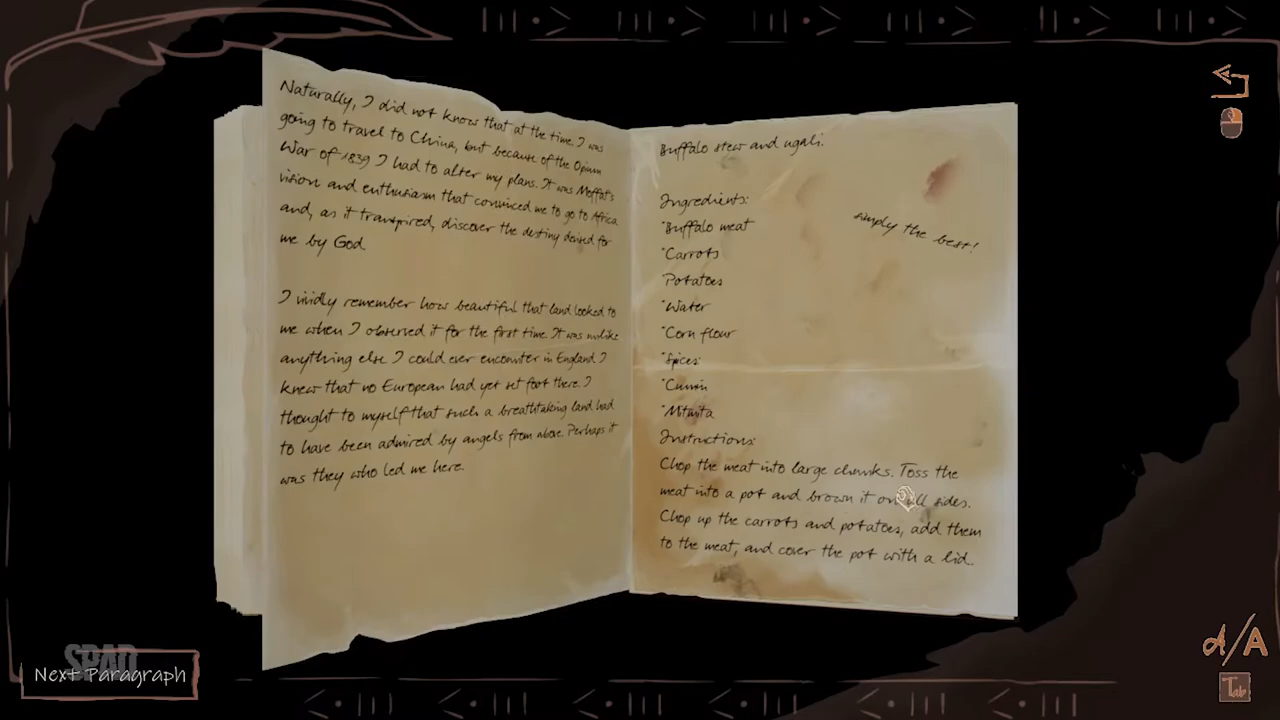 Naturally, I did not know that at the time. I was
going to travel to China, but because of the Opium
War of 1839 I had to alter my plans. It was Moffat's
vision and enthusiasm that convinced me to go to Africa
and, as it transpired, discover the destiny devised for
me by God.
I vividly remember how beautiful that land looked to
me when I observed it for the first time. It was unlike
anything else I could ever encounter in England. I
knew that no European had yet set foot there. I
thought to myself that such a breathtaking land had
to have been admired by angels from above. Perhaps it
was they who led me here.
Buffalo stew and ugali:
Ingredients:
*Buffalo meat
*Carrots
*Potatoes
*Water
*Corn flour
*Spices:
*Cumin
*Mitmita
simply the best!
Instructions:
Chop the meat into large chunks. Toss the
meat into a pot and brown it on all sides.
Chop up the carrots and potatoes, add them
to the meat, and cover the pot with a lid.
SPAD
Next Paragraph
d/A
Tab